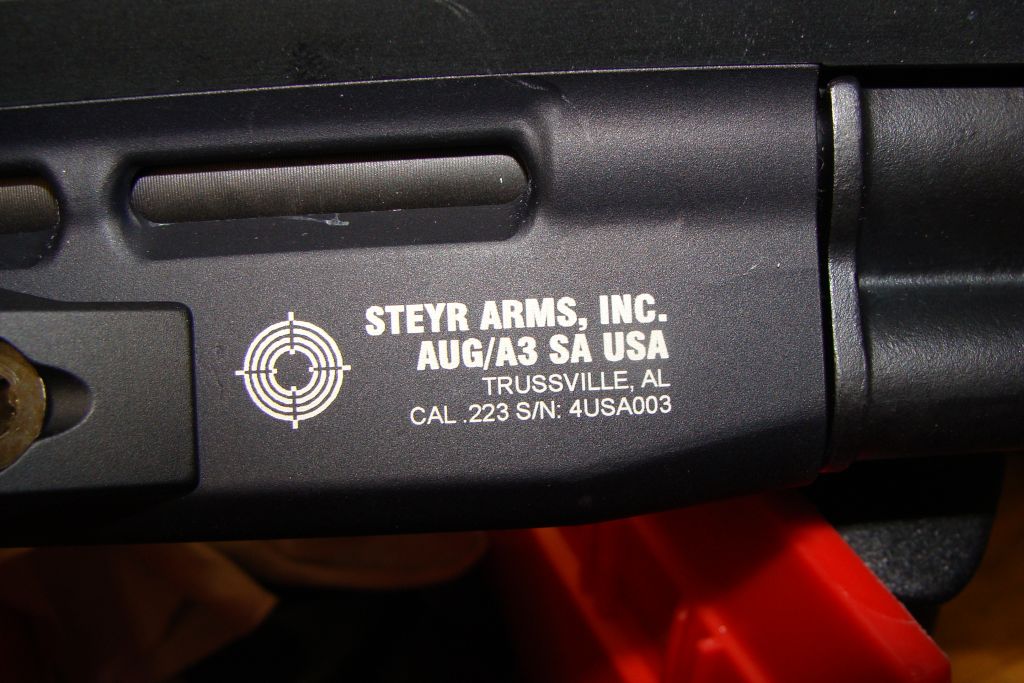 STEYR ARMS, INC.
AUG/A3 SA USA
TRUSSVILLE, AL
CAL .223 S/N: 4USA003